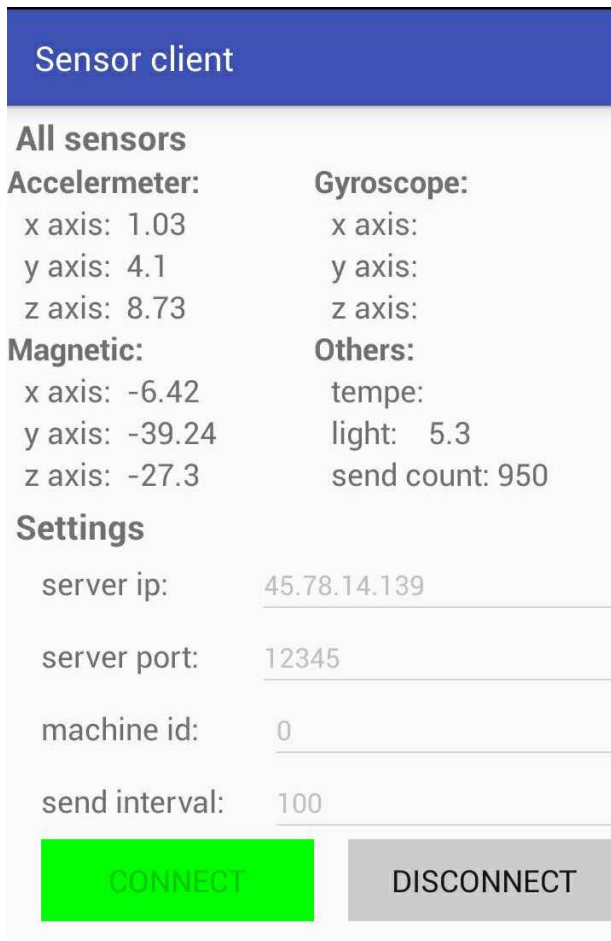 Sensor client
All sensors
Accelermeter:
x axis: 1.03
y axis: 4.1
z axis: 8.73
Gyroscope:
x axis:
y axis:
z axis:
Magnetic:
x axis: -6.42
y axis: -39.24
z axis: -27.3
Others:
tempe:
light: 5.3
send count: 950
Settings
server ip: 45.78.14.139
server port: 12345
machine id: 0
send interval: 100
CONNECT
DISCONNECT